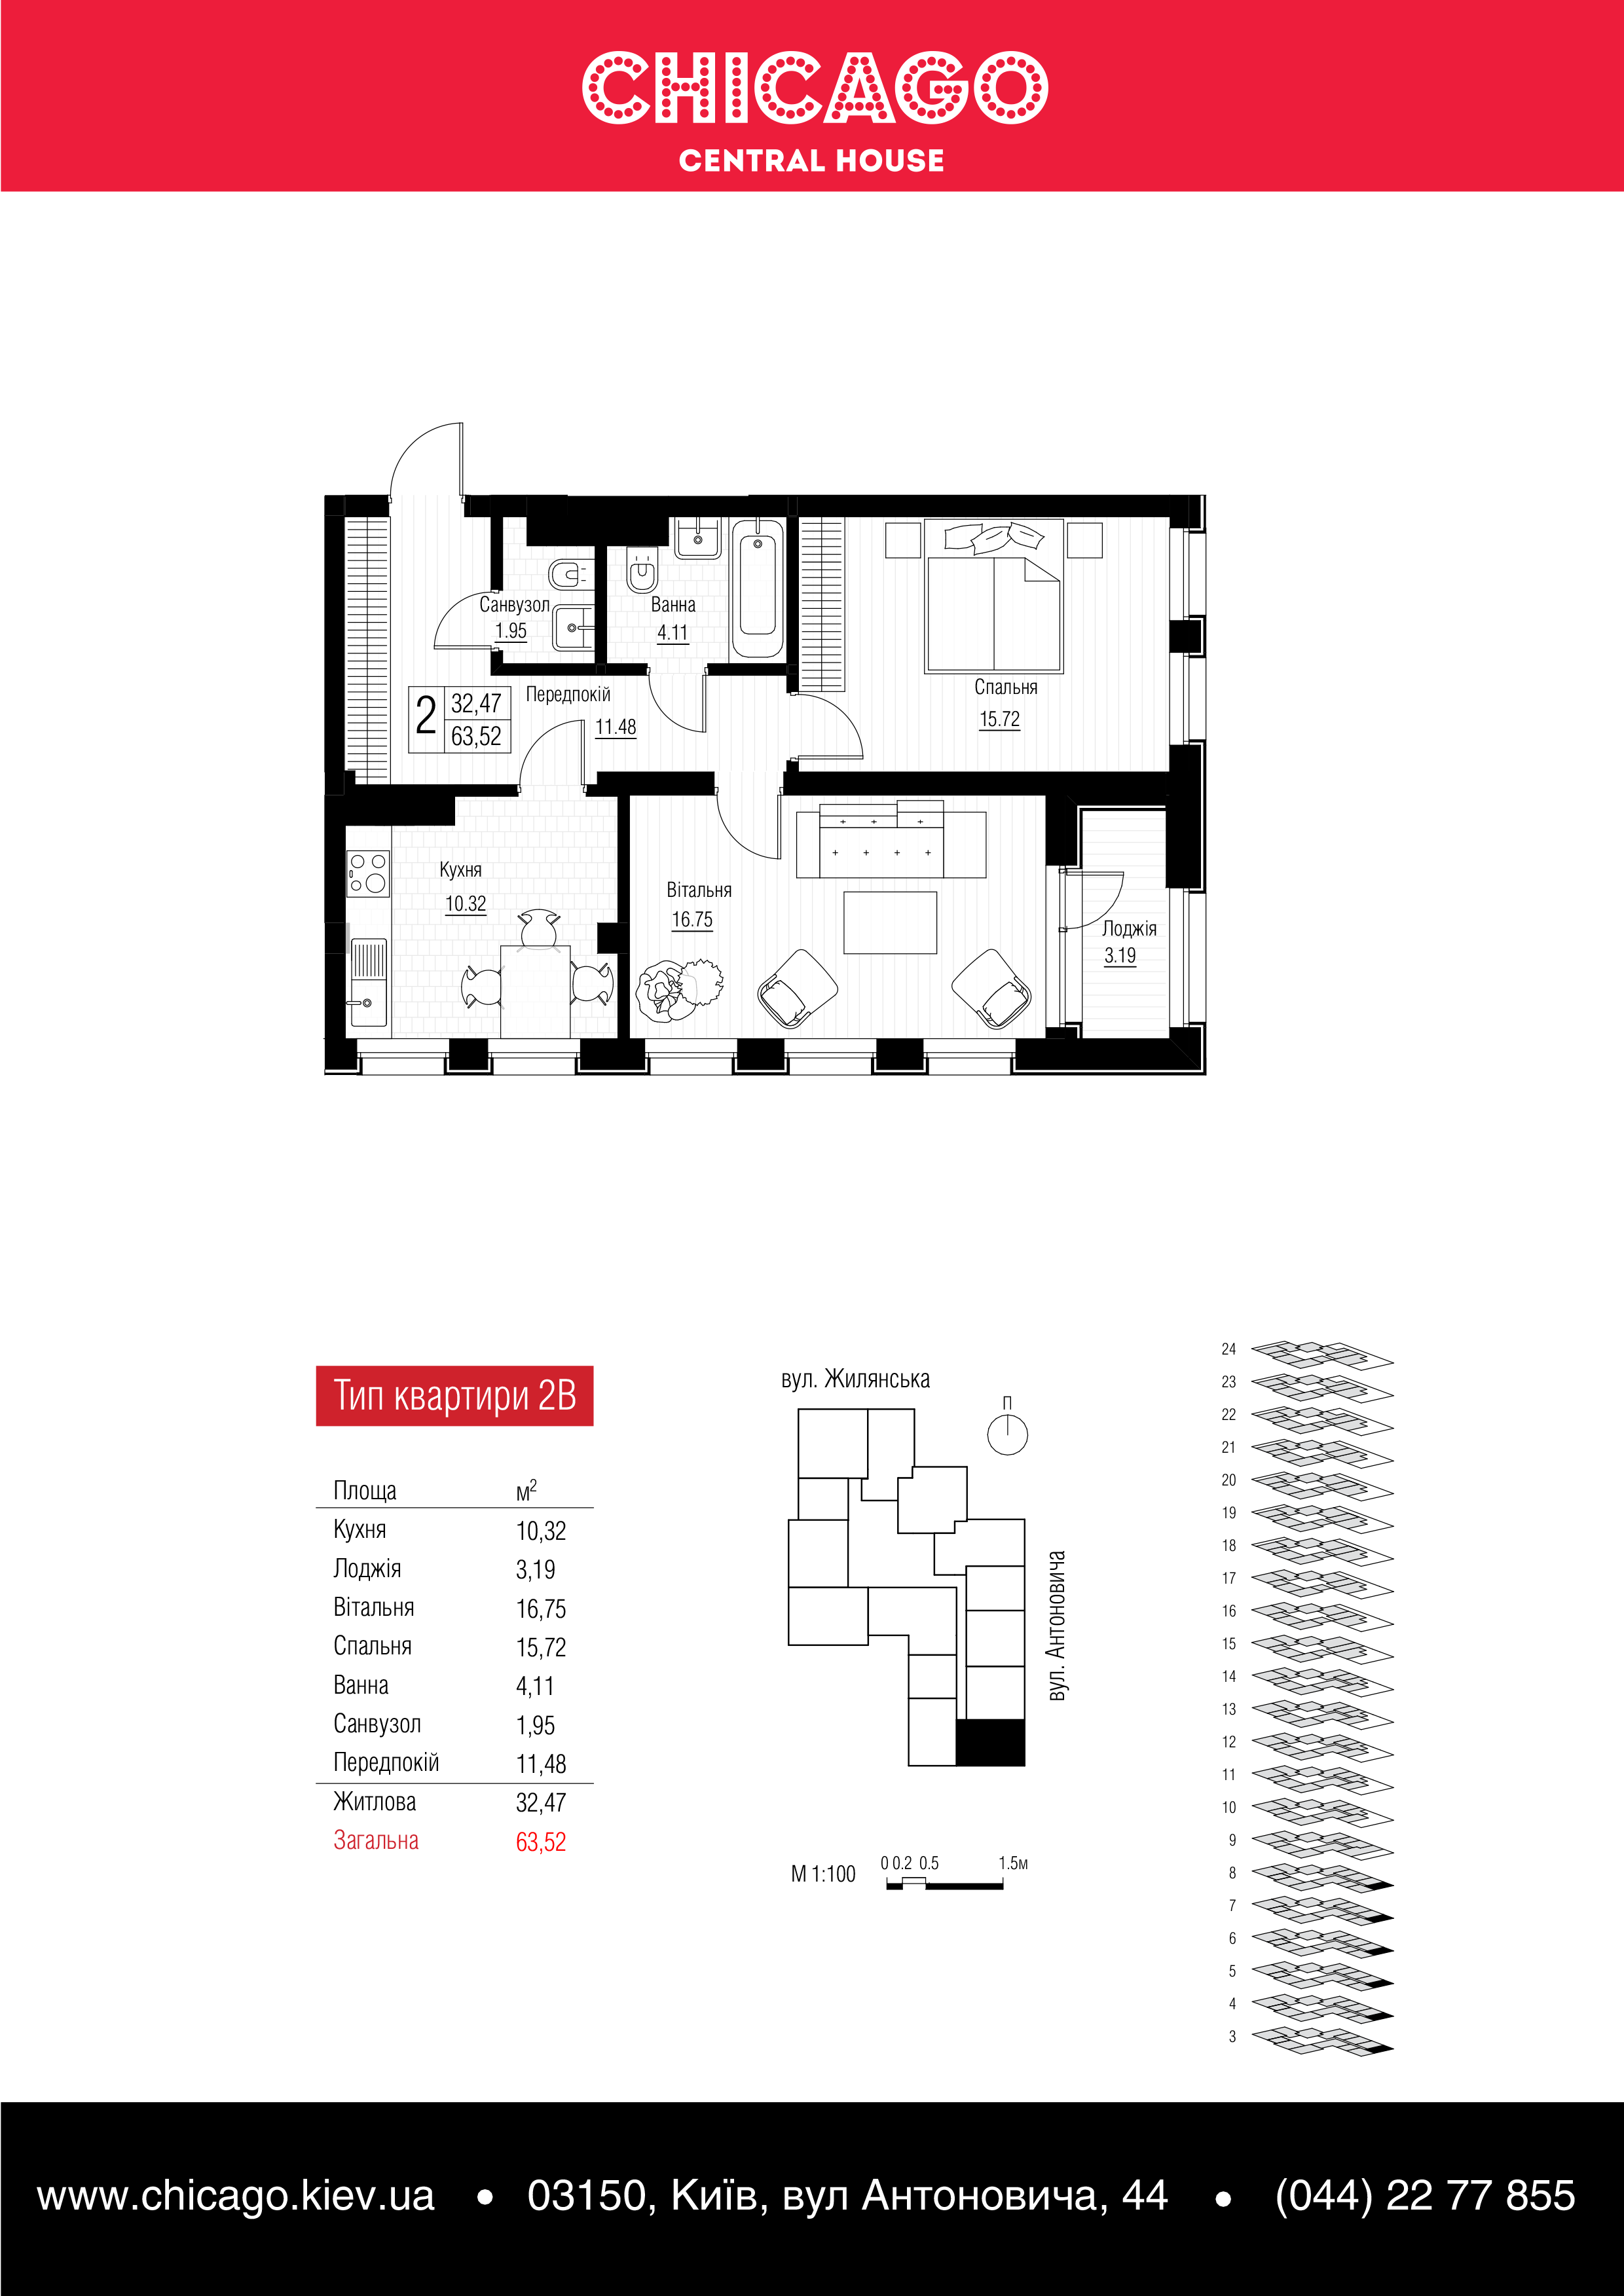 CHICAGO
CENTRAL HOUSE
Санвузол
1.95
Ванна
4.11
2 32,47
63,52
Передпокій
11.48
Спальня
15.72
Кухня
10.32
Вітальня
16.75
Лоджія
3.19
Тип квартири 2В
Площа м2
Кухня 10,32
Лоджія 3,19
Вітальня 16,75
Спальня 15,72
Ванна 4,11
Санвузол 1,95
Передпокій 11,48
Житлова 32,47
Загальна 63,52
вул. Жилянська
П
вул. Антоновича
М 1:100
0 0.2 0.5 1.5м
24
23
22
21
20
19
18
17
16
15
14
13
12
11
10
9
8
7
6
5
4
3
www.chicago.kiev.ua • 03150, Київ, вул Антоновича, 44 • (044) 22 77 855